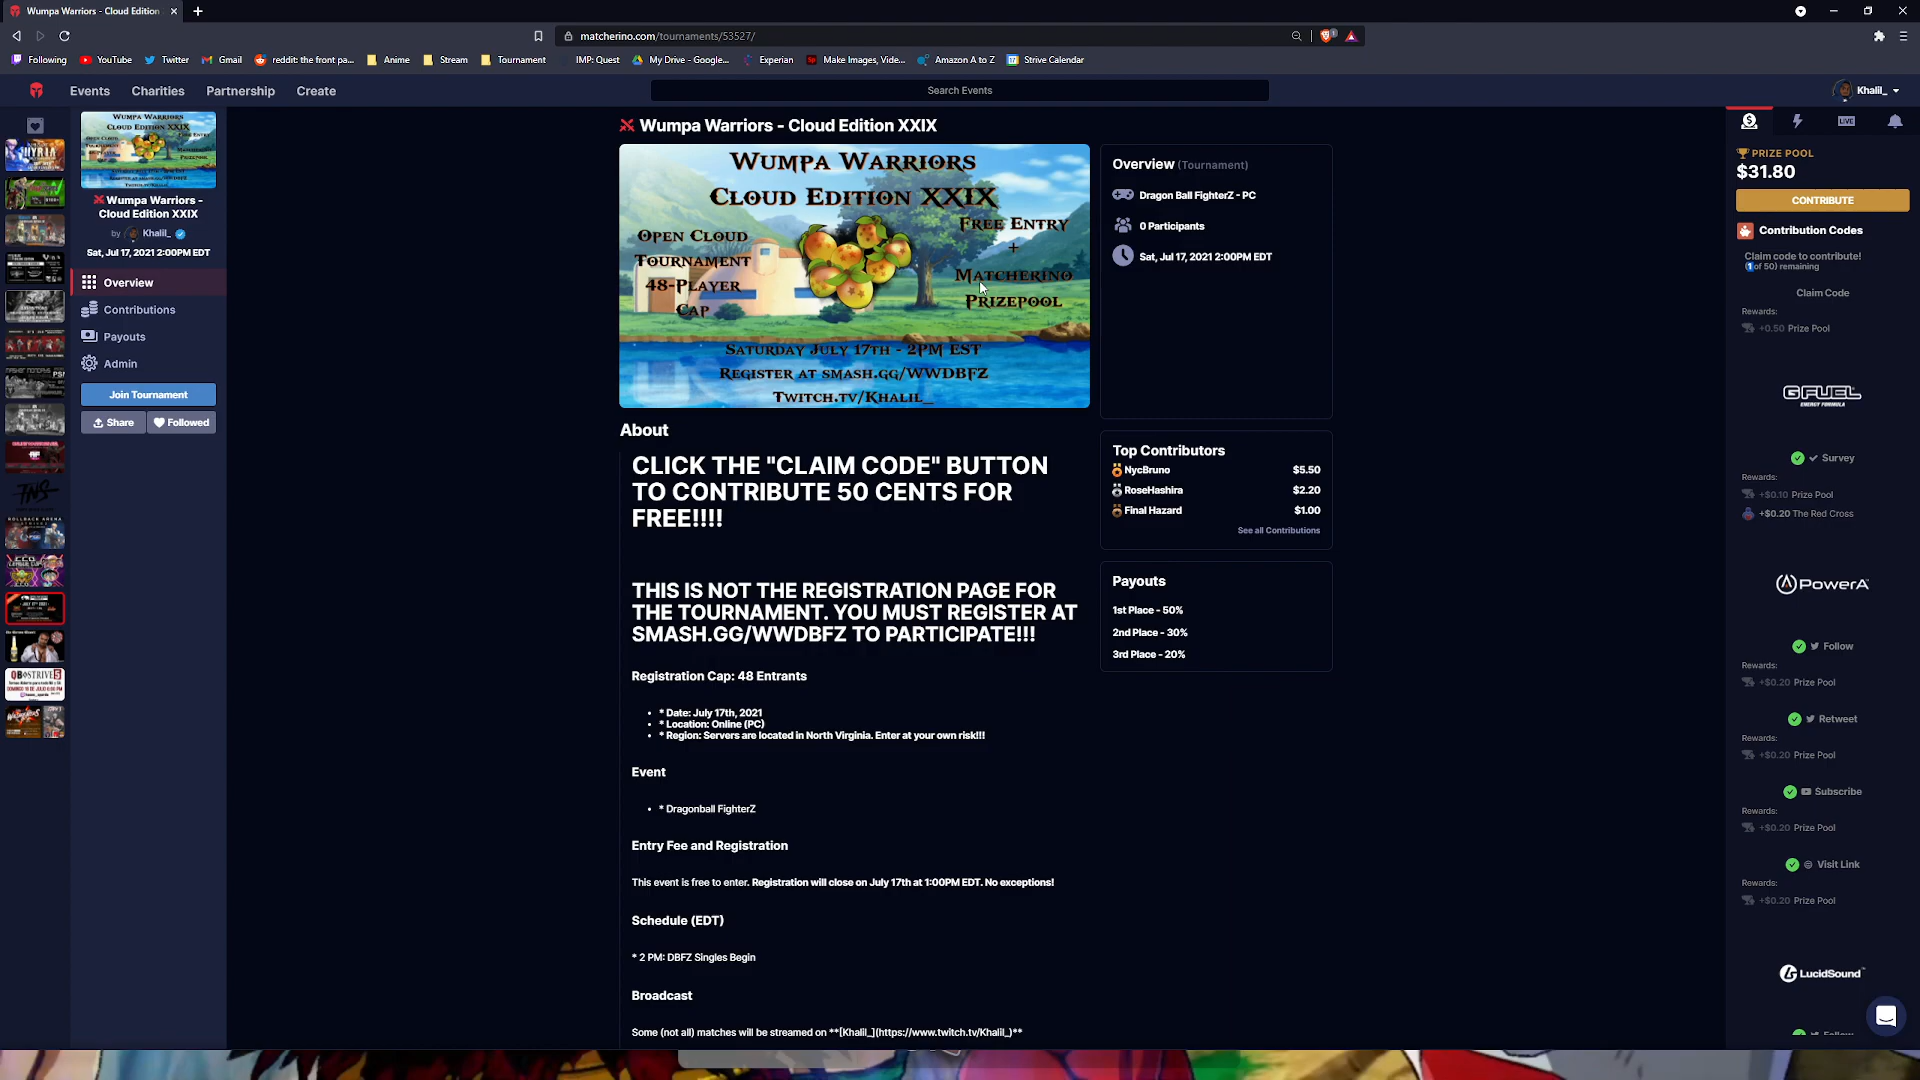 Wumpa Warriors - Cloud Edition
matcherino.com/tournaments/53527/
Following
YouTube
Twitter
Gmail
reddit: the front pa...
Anime
Stream
Tournament
IMP: Quest
My Drive - Google...
Experian
Make Images, Vide...
Amazon A to Z
Strive Calendar
Events
Charities
Partnership
Create
Search Events
Khalil_
Wumpa Warriors -
Cloud Edition XXIX
by Khalil_
Sat, Jul 17, 2021 2:00PM EDT
Overview
Contributions
Payouts
Admin
Join Tournament
Share
Followed
Wumpa Warriors - Cloud Edition XXIX
Wumpa Warriors
Cloud Edition XXIX
Open Cloud
Tournament
48-Player
Cap
Free Entry
+
Matcherino
Prizepool
Saturday July 17th - 2PM EST
Register at smash.gg/WWDBFZ
Twitch.tv/Khalil_
About
CLICK THE "CLAIM CODE" BUTTON
TO CONTRIBUTE 50 CENTS FOR
FREE!!!!
THIS IS NOT THE REGISTRATION PAGE FOR
THE TOURNAMENT. YOU MUST REGISTER AT
SMASH.GG/WWDBFZ TO PARTICIPATE!!!
Registration Cap: 48 Entrants
* Date: July 17th, 2021
* Location: Online (PC)
* Region: Servers are located in North Virginia. Enter at your own risk!!!
Event
* Dragonball FighterZ
Entry Fee and Registration
This event is free to enter. Registration will close on July 17th at 1:00PM EDT. No exceptions!
Schedule (EDT)
* 2 PM: DBFZ Singles Begin
Broadcast
Some (not all) matches will be streamed on **[Khalil_](https://www.twitch.tv/Khalil_)**
Overview (Tournament)
Dragon Ball FighterZ - PC
0 Participants
Sat, Jul 17, 2021 2:00PM EDT
Top Contributors
NycBruno $5.50
RoseHashira $2.20
Final Hazard $1.00
See all Contributions
Payouts
1st Place - 50%
2nd Place - 30%
3rd Place - 20%
LIVE
PRIZE POOL
$31.80
CONTRIBUTE
Contribution Codes
Claim code to contribute!
(1 of 50) remaining
Claim Code
Rewards:
+0.50 Prize Pool
G FUEL
ENERGY FORMULA
Survey
Rewards:
+$0.10 Prize Pool
+$0.20 The Red Cross
PowerA
Follow
Rewards:
+$0.20 Prize Pool
Retweet
Rewards:
+$0.20 Prize Pool
Subscribe
Rewards:
+$0.20 Prize Pool
Visit Link
Rewards:
+$0.20 Prize Pool
LucidSound
Follow